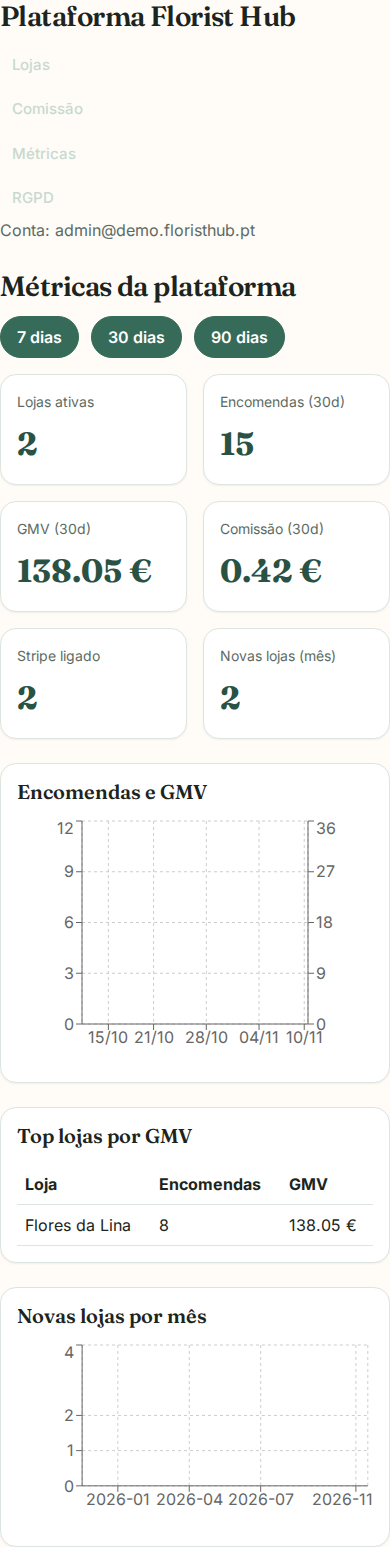 Plataforma Florist Hub
Lojas
Comissão
Métricas
RGPD
Conta: admin@demo.floristhub.pt
Métricas da plataforma
7 dias 30 dias 90 dias
Lojas ativas Encomendas (30d)
2 15
GMV (30d) Comissão (30d)
138.05 € 0.42 €
Stripe ligado Novas lojas (mês)
2 2
Encomendas e GMV
12 36
9 27
6 18
3 9
0 0
15/10 21/10 28/10 04/11 10/11
Top lojas por GMV
Loja Encomendas GMV
Flores da Lina 8 138.05 €
Novas lojas por mês
4
2
1
0
2026-01 2026-04 2026-07 2026-11